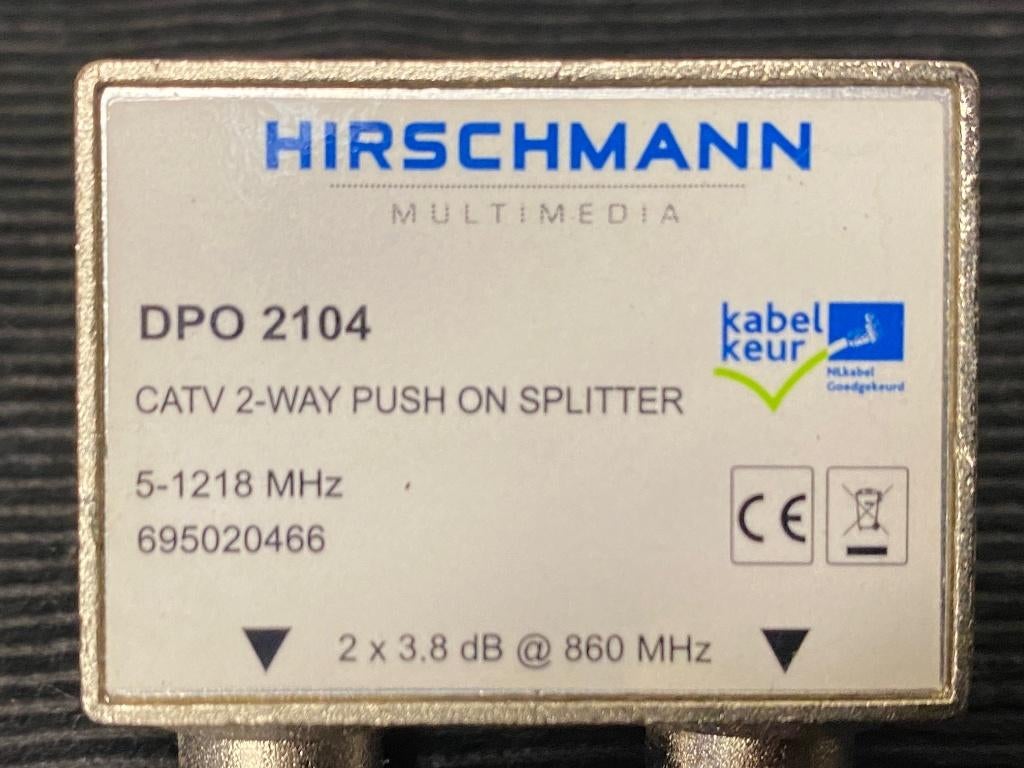 HIRSCHMANN
MULTIMEDIA
DPO 2104
kabel
keur
NLkabel
Goedgekeurd
CATV 2-WAY PUSH ON SPLITTER
5-1218 MHz
695020466
CE
2 x 3.8 dB @ 860 MHz